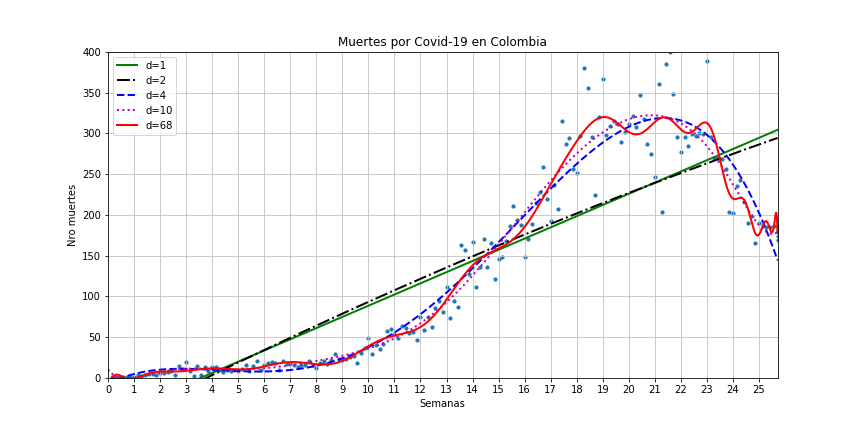 Muertes por Covid-19 en Colombia
400
350
300
250
200
150
100
50
0
Nro muertes
d=1
d=2
d=4
d=10
d=68
0 1 2 3 4 5 6 7 8 9 10 11 12 13 14 15 16 17 18 19 20 21 22 23 24 25
Semanas